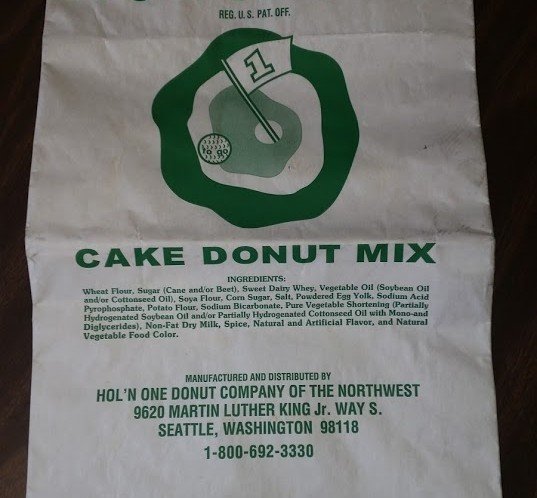 REG. U.S. PAT. OFF.
1
to go
CAKE DONUT MIX
INGREDIENTS:
Wheat Flour, Sugar (Cane and/or Beet), Sweet Dairy Whey, Vegetable Oil (Soybean Oil
and/or Cottonseed Oil), Soya Flour, Corn Sugar, Salt, Powdered Egg Yolk, Sodium Acid
Pyrophosphate, Potato Flour, Sodium Bicarbonate, Pure Vegetable Shortening (Partially
Hydrogenated Soybean Oil and/or Partially Hydrogenated Cottonseed Oil with Mono-and
Diglycerides), Non-Fat Dry Milk, Spice, Natural and Artificial Flavor, and Natural
Vegetable Food Color.
MANUFACTURED AND DISTRIBUTED BY
HOL'N ONE DONUT COMPANY OF THE NORTHWEST
9620 MARTIN LUTHER KING Jr. WAY S.
SEATTLE, WASHINGTON 98118
1-800-692-3330